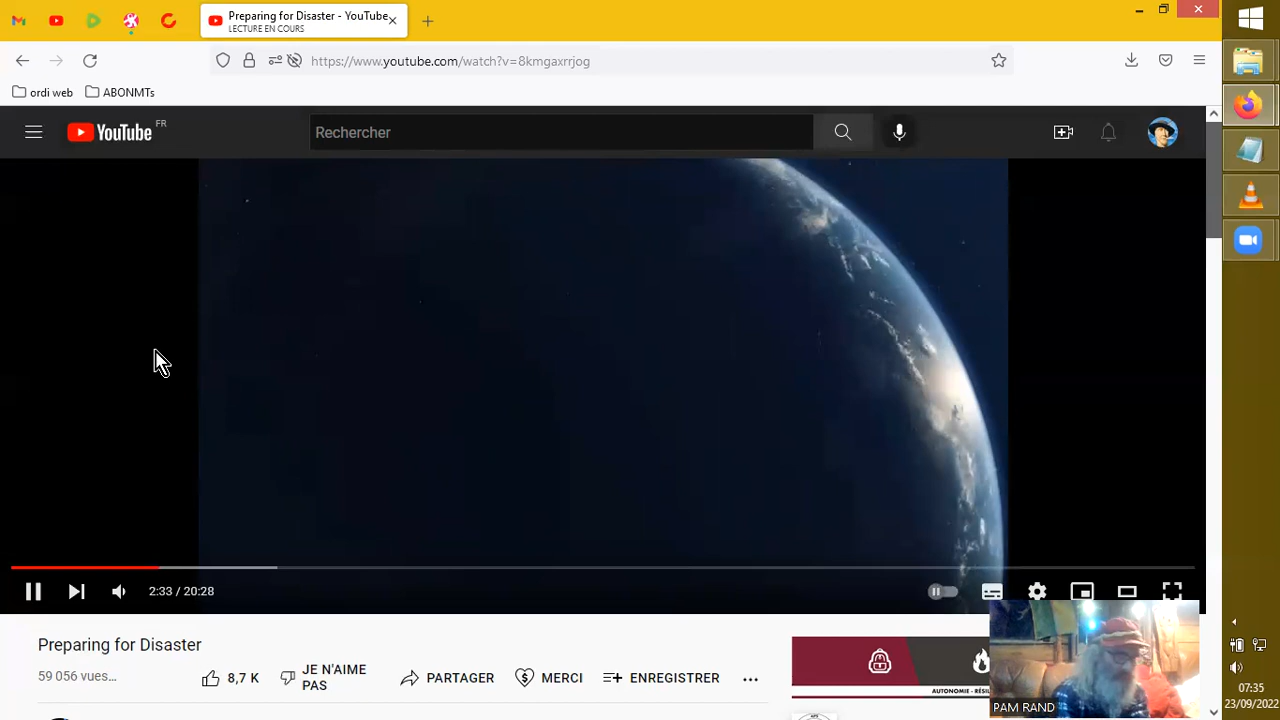 Preparing for Disaster - YouTube
LECTURE EN COURS
https://www.youtube.com/watch?v=8kmgaxrrjog
ordi web
ABONMTs
YouTube FR
Rechercher
2:33 / 20:28
Preparing for Disaster
59 056 vues...
8,7 K
JE N'AIME PAS
PARTAGER
MERCI
ENREGISTRER
PAM RAND
07:35
23/09/2022